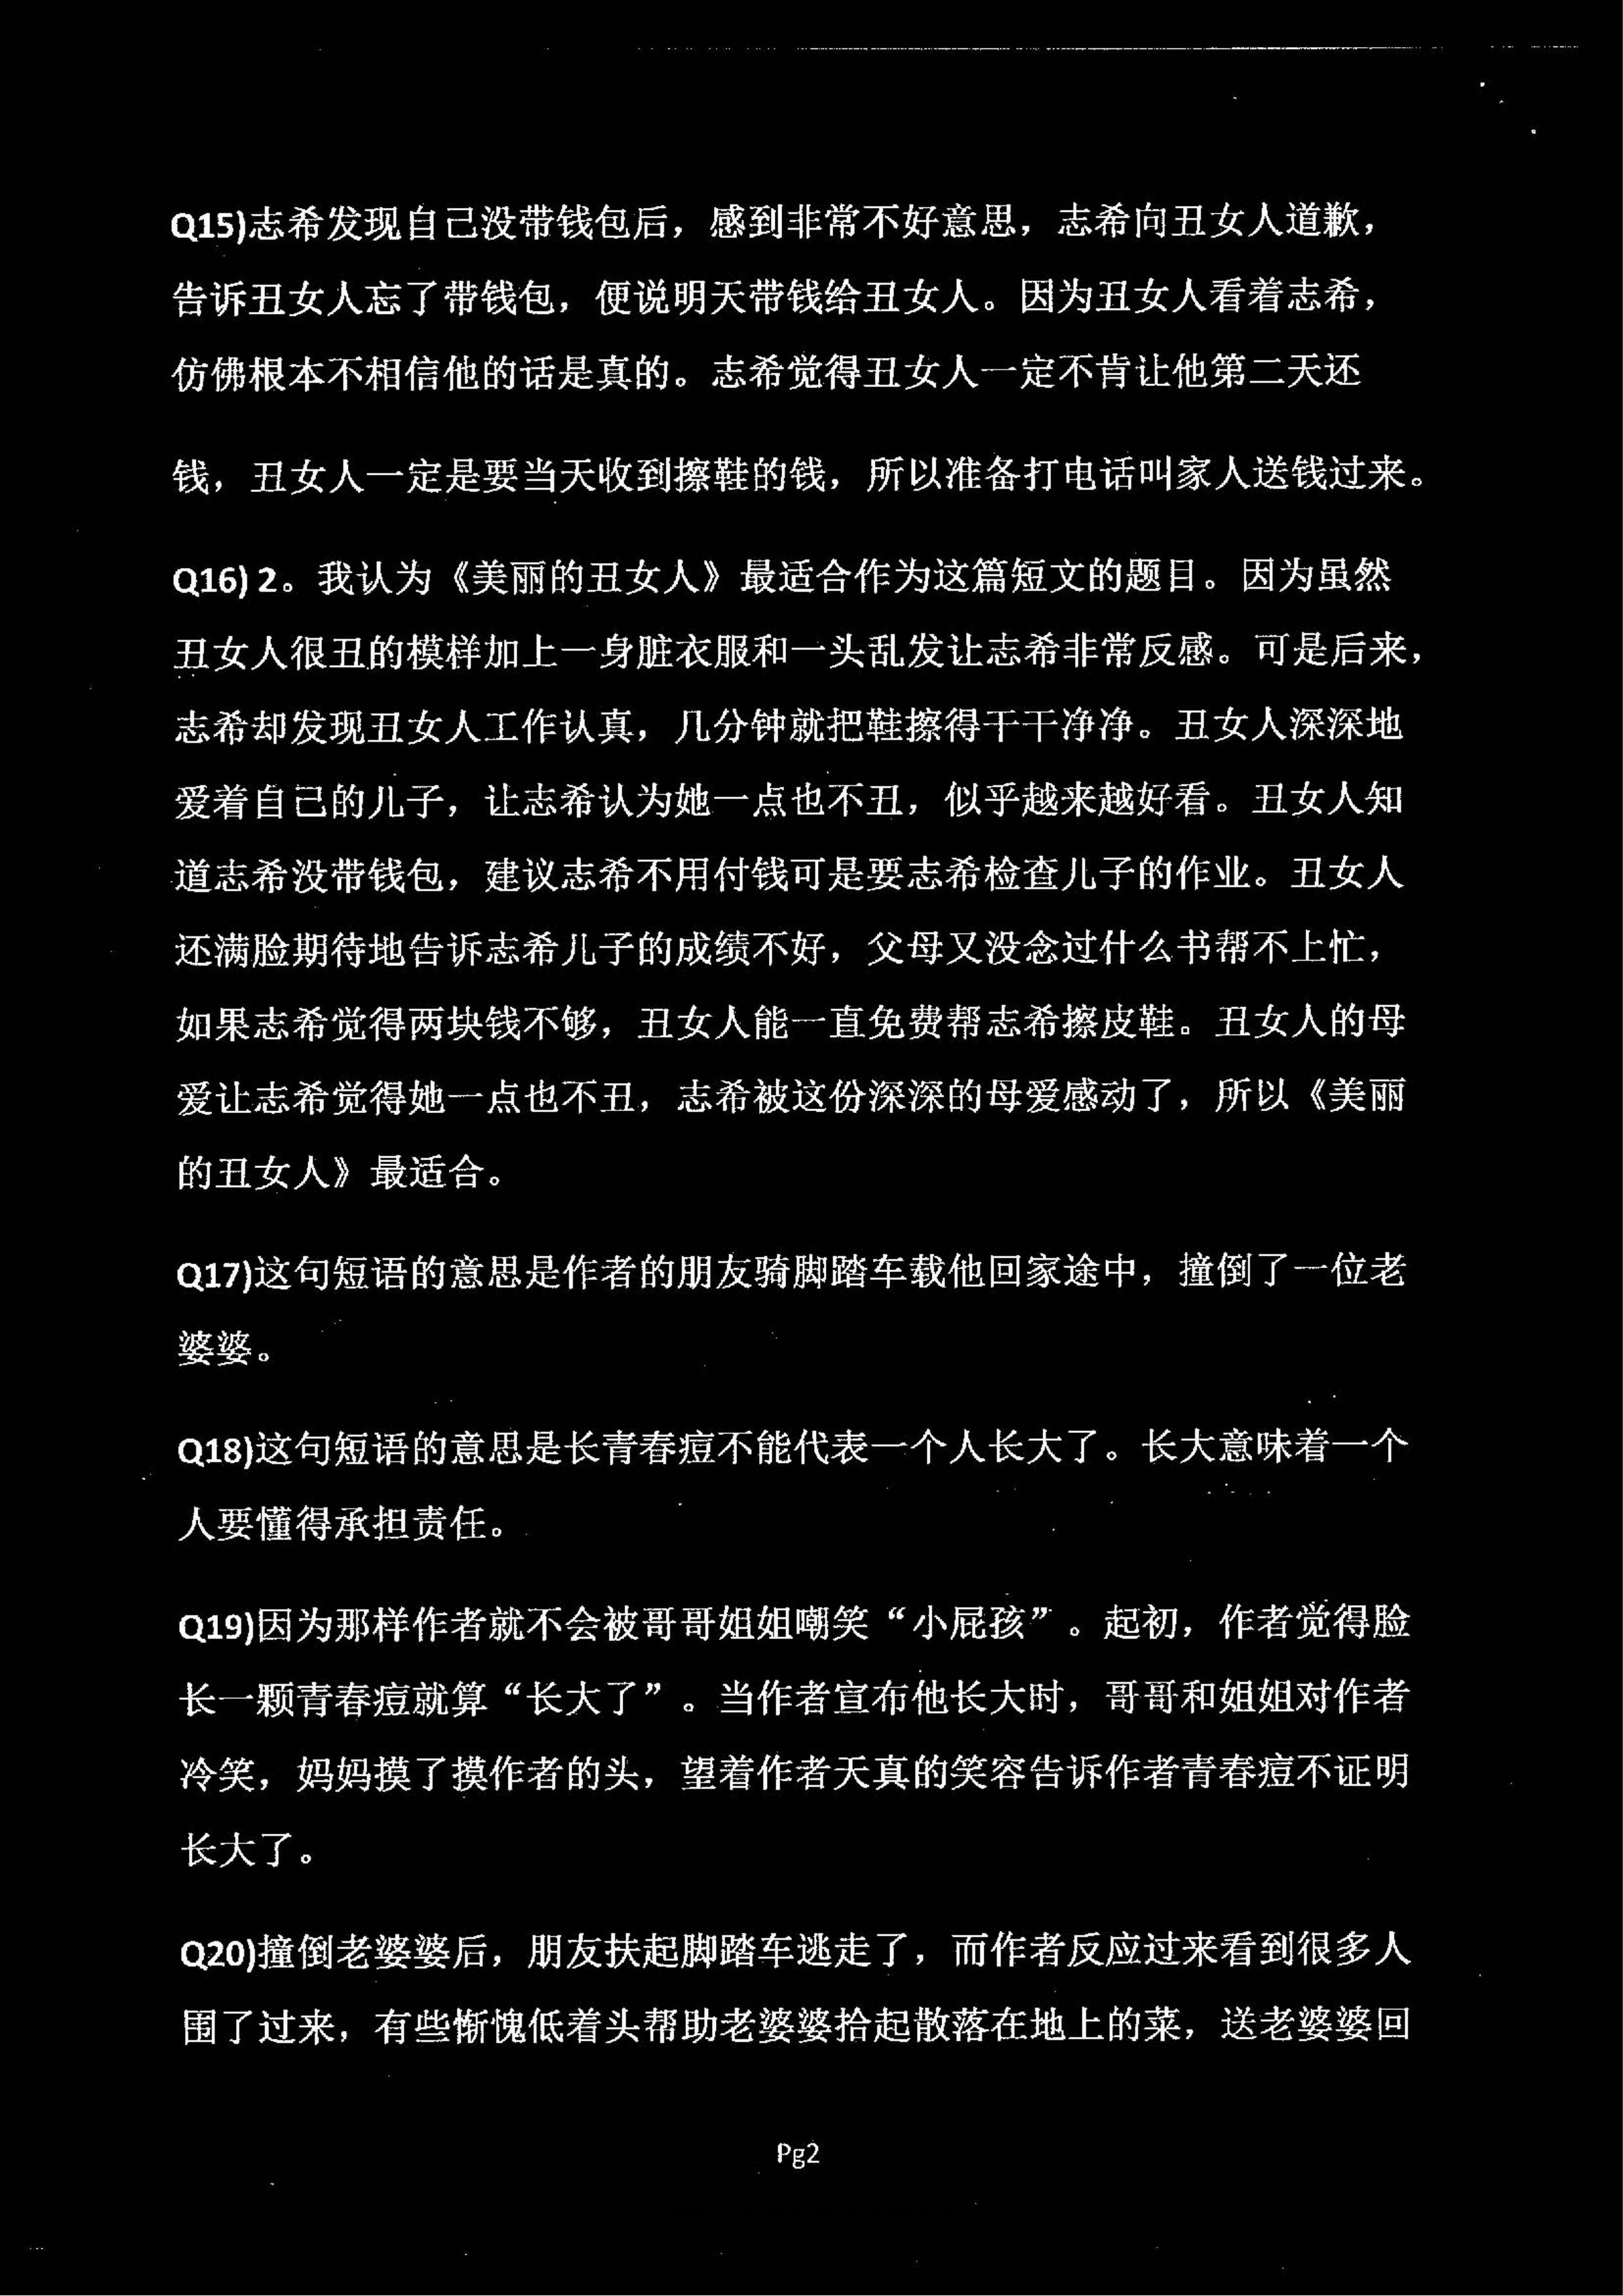 Q15)志希发现自己没带钱包后，感到非常不好意思，志希向丑女人道歉，
告诉丑女人忘了带钱包，便说明天带钱给丑女人。因为丑女人看着志希，
仿佛根本不相信他的话是真的。志希觉得丑女人一定不肯让他第二天还
钱，丑女人一定是要当天收到擦鞋的钱，所以准备打电话叫家人送钱过来。
Q16) 2。我认为《美丽的丑女人》最适合作为这篇短文的题目。因为虽然
丑女人很丑的模样加上一身脏衣服和一头乱发让志希非常反感。可是后来，
志希却发现丑女人工作认真，几分钟就把鞋擦得干干净净。丑女人深深地
爱着自己的儿子，让志希认为她一点也不丑，似乎越来越好看。丑女人知
道志希没带钱包，建议志希不用付钱可是要志希检查儿子的作业。丑女人
还满脸期待地告诉志希儿子的成绩不好，父母又没念过什么书帮不上忙，
如果志希觉得两块钱不够，丑女人能一直免费帮志希擦皮鞋。丑女人的母
爱让志希觉得她一点也不丑，志希被这份深深的母爱感动了，所以《美丽
的丑女人》最适合。
Q17)这句短语的意思是作者的朋友骑脚踏车载他回家途中，撞倒了一位老
婆婆。
Q18)这句短语的意思是长青春痘不能代表一个人长大了。长大意味着一个
人要懂得承担责任。
Q19)因为那样作者就不会被哥哥姐姐嘲笑“小屁孩”。起初，作者觉得脸
长一颗青春痘就算“长大了”。当作者宣布他长大时，哥哥和姐姐对作者
冷笑，妈妈摸了摸作者的头，望着作者天真的笑容告诉作者青春痘不证明
长大了。
Q20)撞倒老婆婆后，朋友扶起脚踏车逃走了，而作者反应过来看到很多人
围了过来，有些惭愧低着头帮助老婆婆拾起散落在地上的菜，送老婆婆回
Pg2